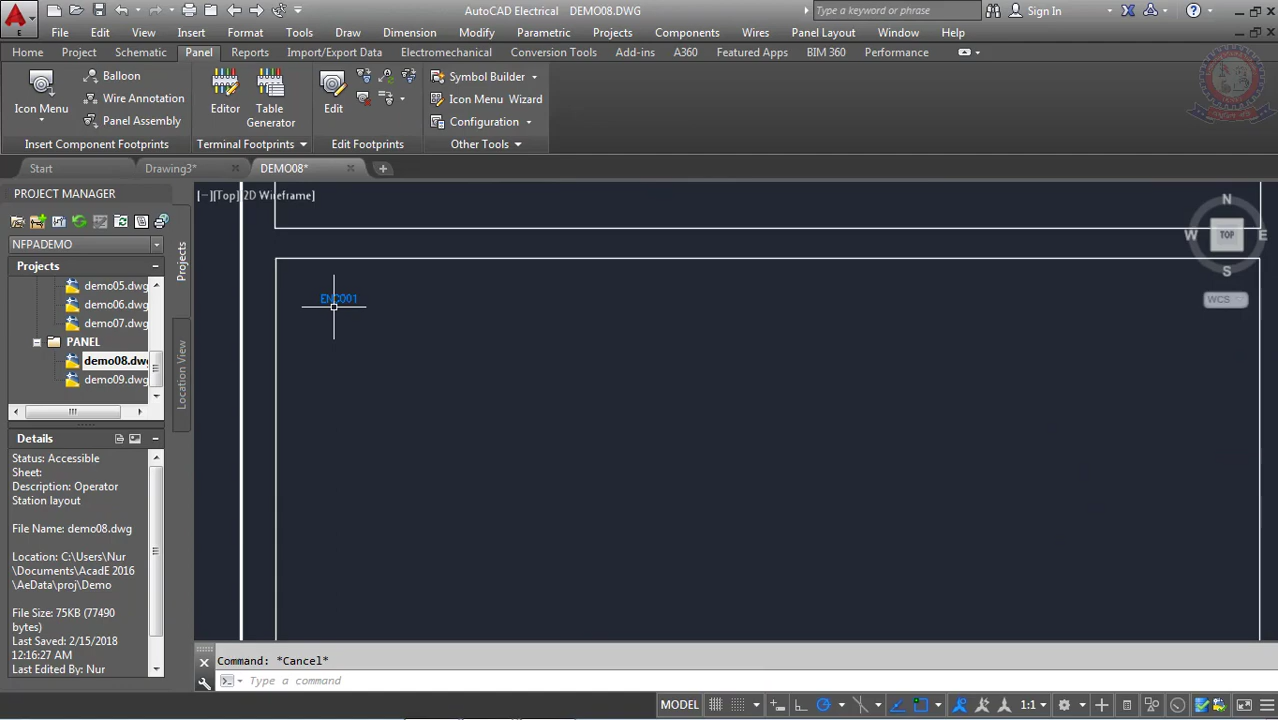 AutoCAD Electrical DEMO08.DWG
Type a keyword or phrase
Sign In
File Edit View Insert Format Tools Draw Dimension Modify Parametric Projects Components Wires Panel Layout Window Help
Home Project Schematic Panel Reports Import/Export Data Electromechanical Conversion Tools Add-ins A360 Featured Apps BIM 360 Performance
Icon Menu
Balloon
Wire Annotation
Panel Assembly
Insert Component Footprints
Editor
Table Generator
Terminal Footprints
Edit
Edit Footprints
Symbol Builder
Icon Menu Wizard
Configuration
Other Tools
Start Drawing3* DEMO08*
PROJECT MANAGER
NFPADEMO
Projects
demo05.dwg
demo06.dwg
demo07.dwg
PANEL
demo08.dwg
demo09.dwg
Details
Status: Accessible
Sheet:
Description: Operator
Station layout
File Name: demo08.dwg
Location: C:\Users\Nur
\Documents\AcadE 2016
\AeData\proj\Demo
File Size: 75KB (77490
bytes)
Last Saved: 2/15/2018
12:16:27 AM
Last Edited By: Nur
Projects
Location View
[−][Top][2D Wireframe]
ENC001
N
W TOP E
S
WCS
Command: *Cancel*
Type a command
MODEL
1:1